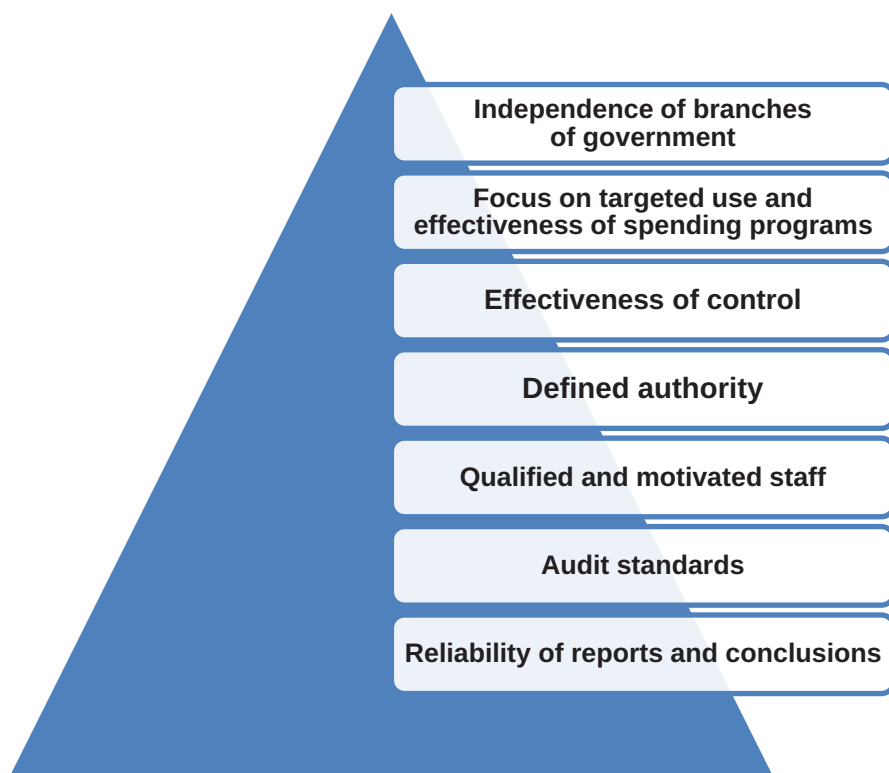 Independence of branches
of government
Focus on targeted use and
effectiveness of spending programs
Effectiveness of control
Defined authority
Qualified and motivated staff
Audit standards
Reliability of reports and conclusions